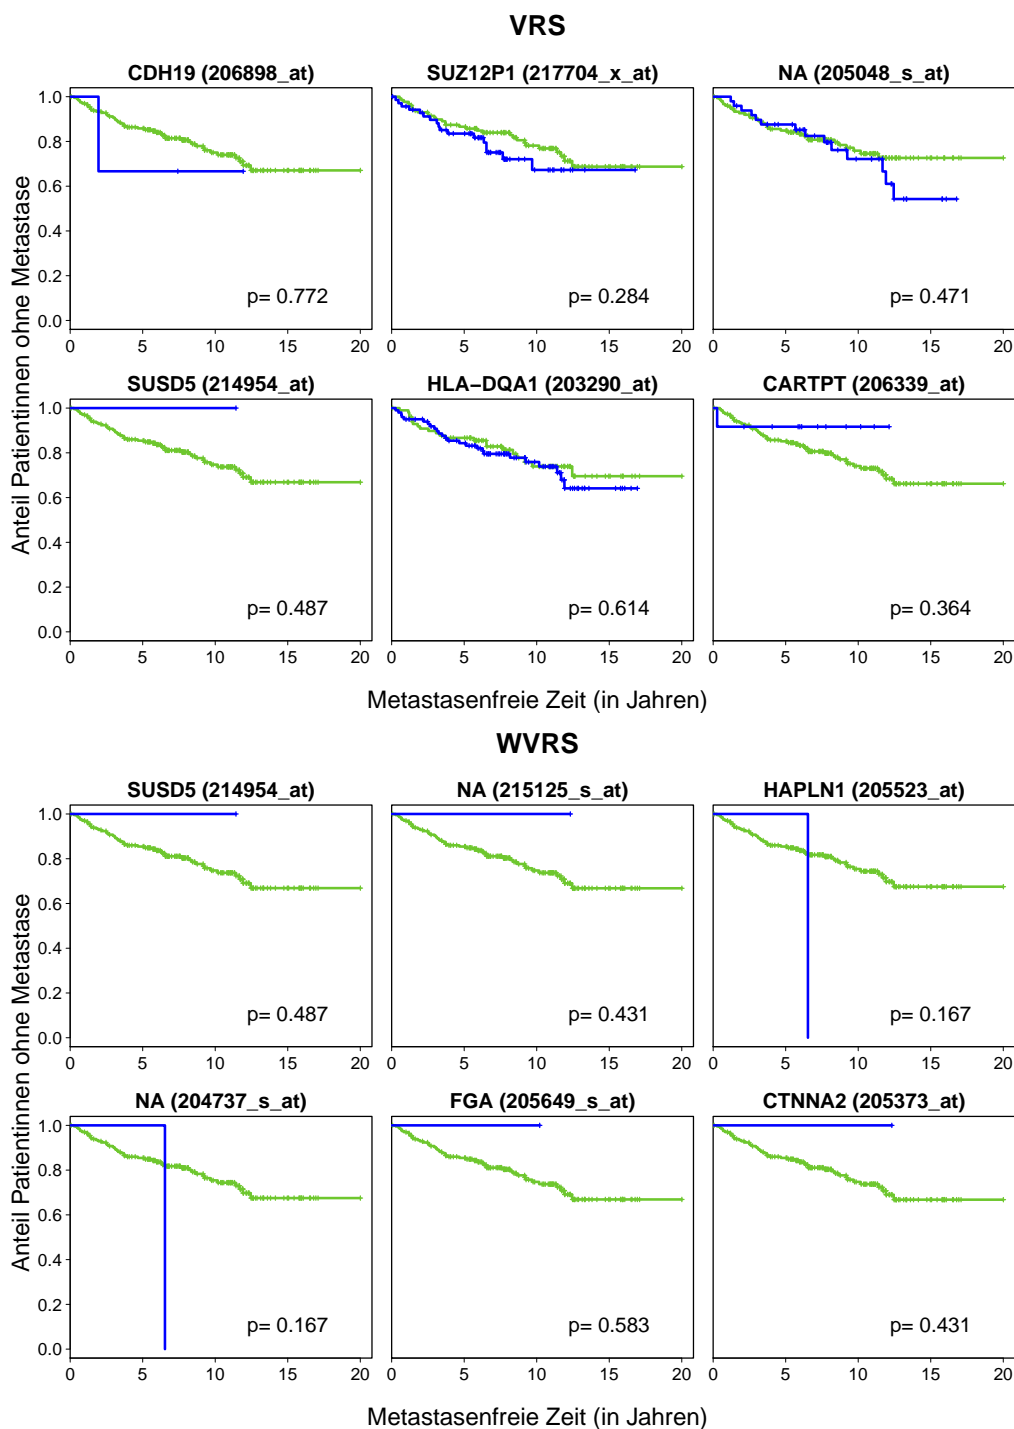 VRS
CDH19 (206898_at) SUZ12P1 (217704_x_at) NA (205048_s_at)
1.0
0.8
0.6
0.4
0.2
0.0
p= 0.772 p= 0.284 p= 0.471
0 5 10 15 20 0 5 10 15 20 0 5 10 15 20
SUSD5 (214954_at) HLA−DQA1 (203290_at) CARTPT (206339_at)
1.0
0.8
0.6
0.4
0.2
0.0
p= 0.487 p= 0.614 p= 0.364
0 5 10 15 20 0 5 10 15 20 0 5 10 15 20
Anteil Patientinnen ohne Metastase
Metastasenfreie Zeit (in Jahren)
WVRS
SUSD5 (214954_at) NA (215125_s_at) HAPLN1 (205523_at)
1.0
0.8
0.6
0.4
0.2
0.0
p= 0.487 p= 0.431 p= 0.167
0 5 10 15 20 0 5 10 15 20 0 5 10 15 20
NA (204737_s_at) FGA (205649_s_at) CTNNA2 (205373_at)
1.0
0.8
0.6
0.4
0.2
0.0
p= 0.167 p= 0.583 p= 0.431
0 5 10 15 20 0 5 10 15 20 0 5 10 15 20
Anteil Patientinnen ohne Metastase
Metastasenfreie Zeit (in Jahren)